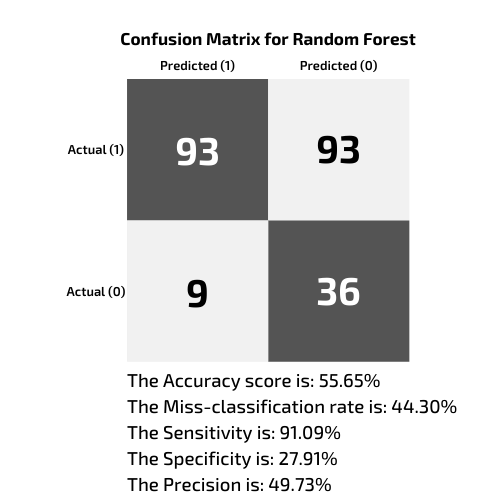 Confusion Matrix for Random Forest
Predicted (1) Predicted (0)
Actual (1) 93 93
Actual (0) 9 36
The Accuracy score is: 55.65%
The Miss-classification rate is: 44.30%
The Sensitivity is: 91.09%
The Specificity is: 27.91%
The Precision is: 49.73%